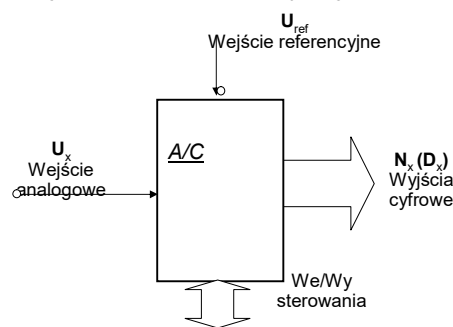 U_ref
Wejście referencyjne
A/C
U_x
Wejście
analogowe
N_x (D_x)
Wyjścia
cyfrowe
We/Wy
sterowania